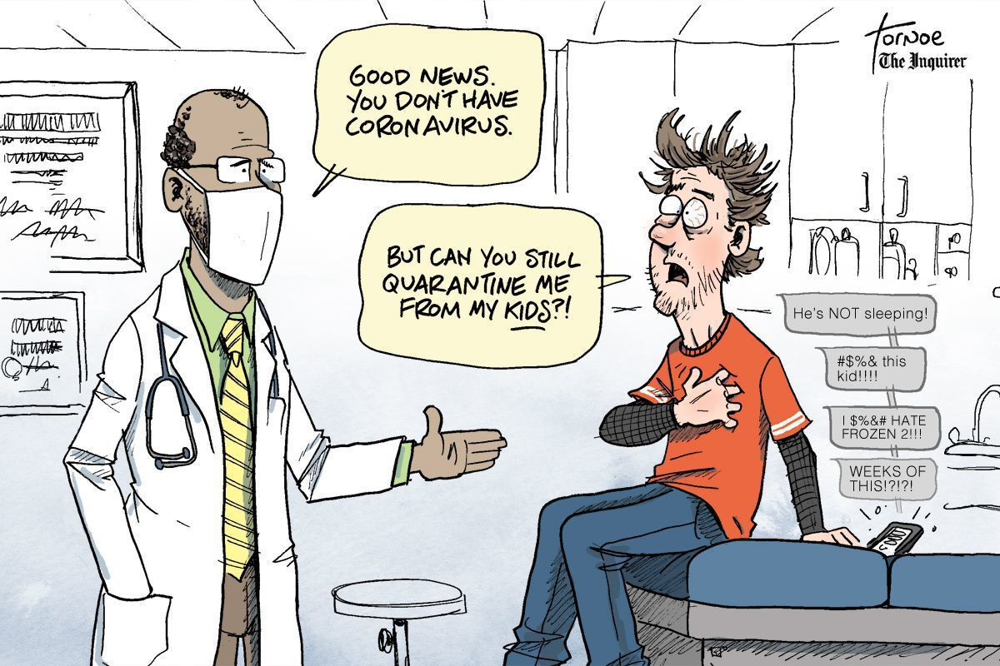 Tornoe
The Inquirer
GOOD NEWS.
YOU DON'T HAVE
CORONAVIRUS.
BUT CAN YOU STILL
QUARANTINE ME
FROM MY KIDS?!
He's NOT sleeping!
#$%& this
kid!!!!
I $%&# HATE
FROZEN 2!!!
WEEKS OF
THIS!?!?!